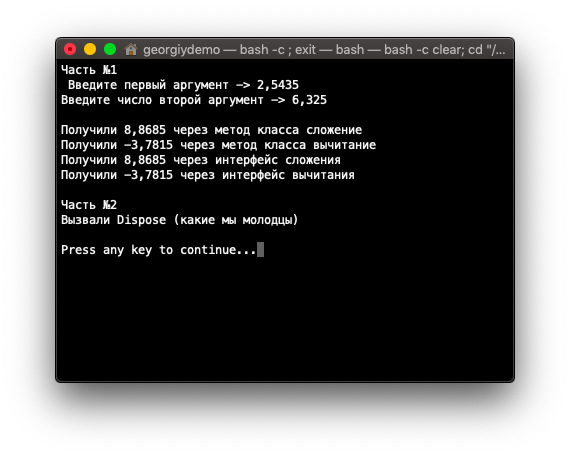 georgiydemo — bash -c ; exit — bash — bash -c clear; cd "/...
Часть №1
Введите первый аргумент -> 2,5435
Введите число второй аргумент -> 6,325
Получили 8,8685 через метод класса сложение
Получили -3,7815 через метод класса вычитание
Получили 8,8685 через интерфейс сложения
Получили -3,7815 через интерфейс вычитания
Часть №2
Вызвали Dispose (какие мы молодцы)
Press any key to continue...